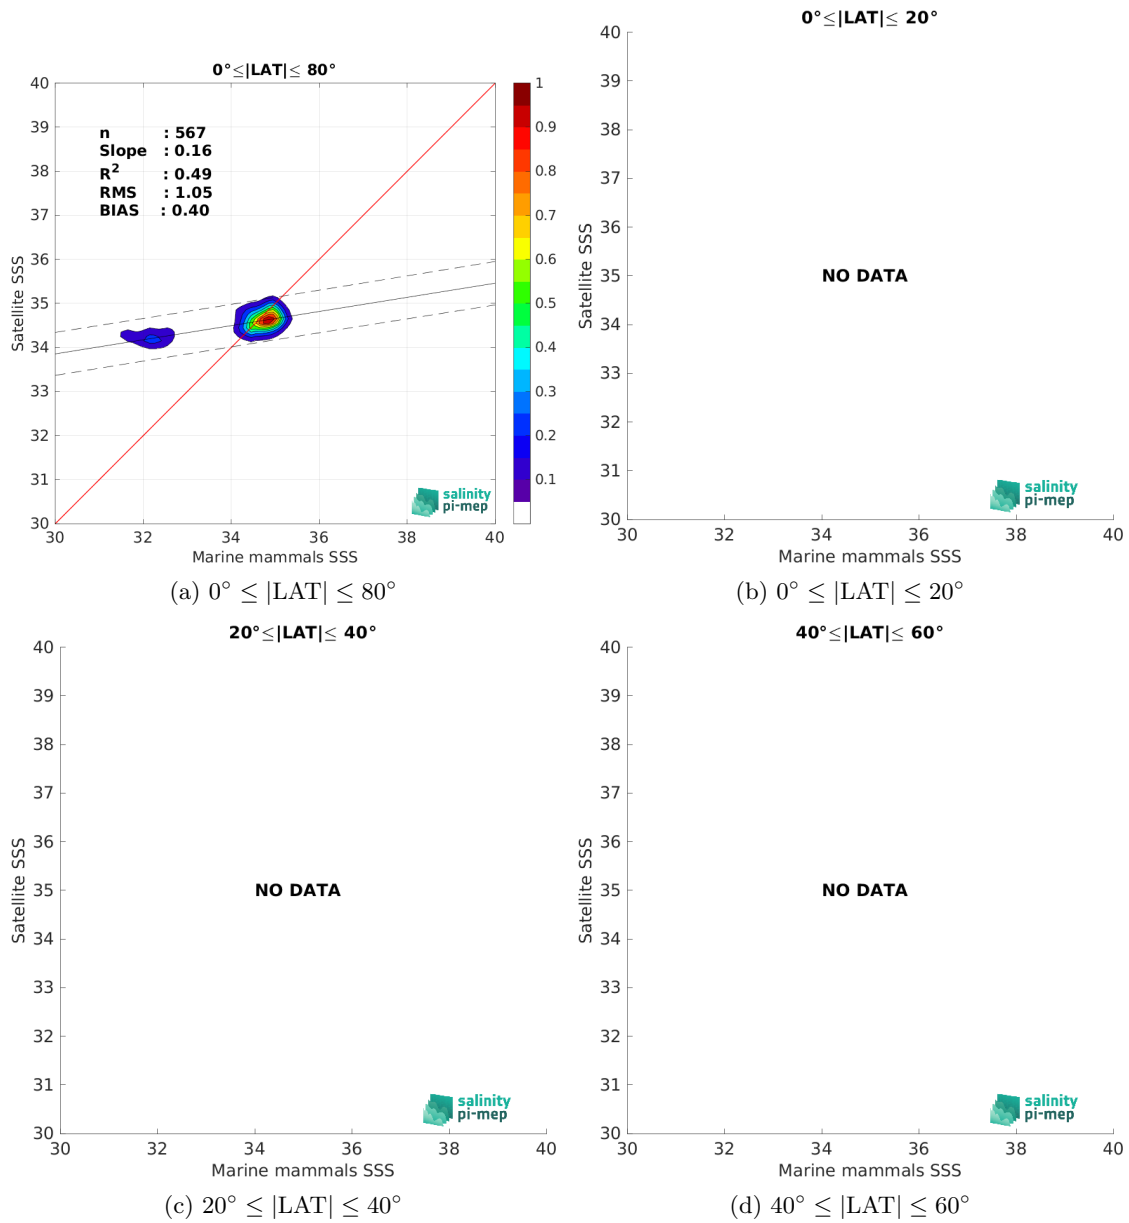 0°≤|LAT|≤ 80°
40
39
38
37
36
35
34
33
32
31
30
Satellite SSS
n : 567
Slope : 0.16
R² : 0.49
RMS : 1.05
BIAS : 0.40
1
0.9
0.8
0.7
0.6
0.5
0.4
0.3
0.2
0.1
salinity
pi-mep
30 32 34 36 38 40
Marine mammals SSS
(a) 0° ≤ |LAT| ≤ 80°
0°≤|LAT|≤ 20°
40
39
38
37
36
35
34
33
32
31
30
Satellite SSS
NO DATA
salinity
pi-mep
30 32 34 36 38 40
Marine mammals SSS
(b) 0° ≤ |LAT| ≤ 20°
20°≤|LAT|≤ 40°
40
39
38
37
36
35
34
33
32
31
30
Satellite SSS
NO DATA
salinity
pi-mep
30 32 34 36 38 40
Marine mammals SSS
(c) 20° ≤ |LAT| ≤ 40°
40°≤|LAT|≤ 60°
40
39
38
37
36
35
34
33
32
31
30
Satellite SSS
NO DATA
salinity
pi-mep
30 32 34 36 38 40
Marine mammals SSS
(d) 40° ≤ |LAT| ≤ 60°